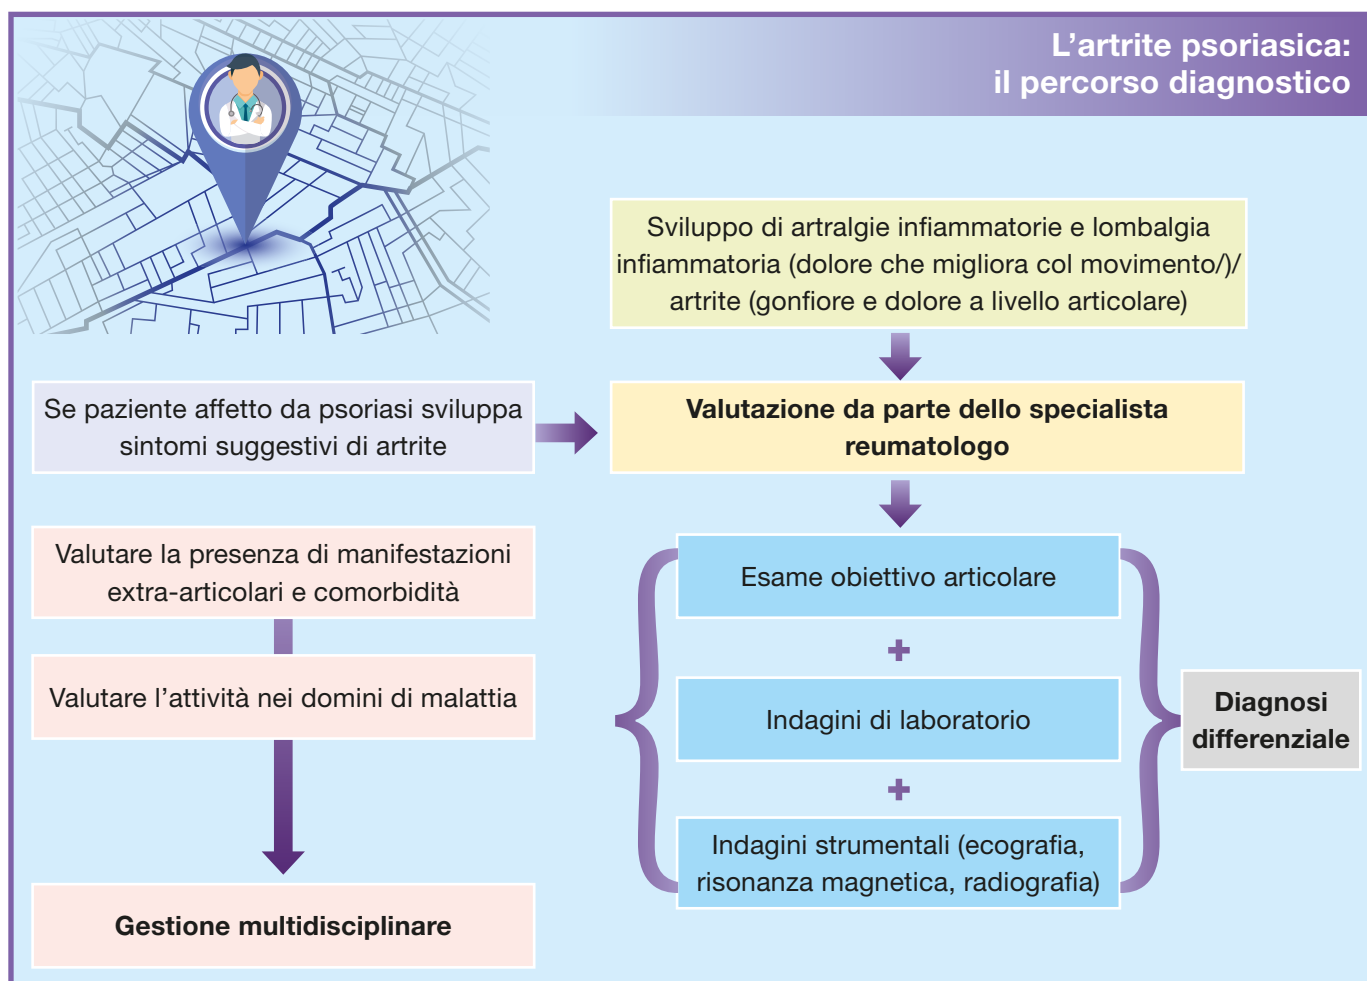 L’artrite psoriasica:
il percorso diagnostico
Sviluppo di artralgie infiammatorie e lombalgia
infiammatoria (dolore che migliora col movimento/)/
artrite (gonfiore e dolore a livello articolare)
Se paziente affetto da psoriasi sviluppa
sintomi suggestivi di artrite
Valutazione da parte dello specialista
reumatologo
Valutare la presenza di manifestazioni
extra-articolari e comorbidità
Valutare l’attività nei domini di malattia
Gestione multidisciplinare
Esame obiettivo articolare
+
Indagini di laboratorio
+
Indagini strumentali (ecografia,
risonanza magnetica, radiografia)
Diagnosi
differenziale